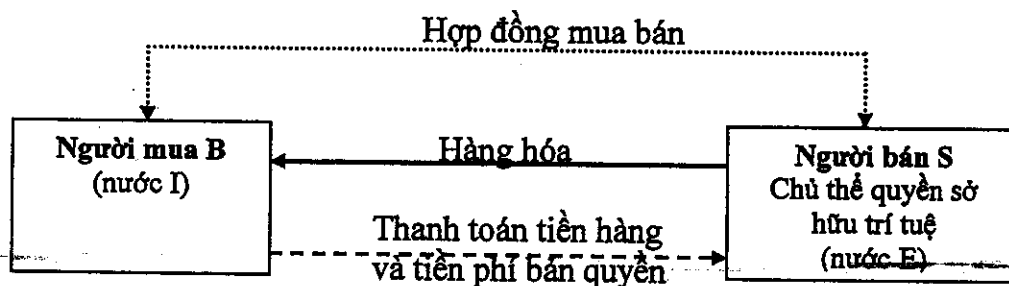 Hợp đồng mua bán
Người mua B
(nước I)
Hàng hóa
Người bán S
Chủ thể quyền sở
hữu trí tuệ
(nước E)
Thanh toán tiền hàng
và tiền phí bán quyền